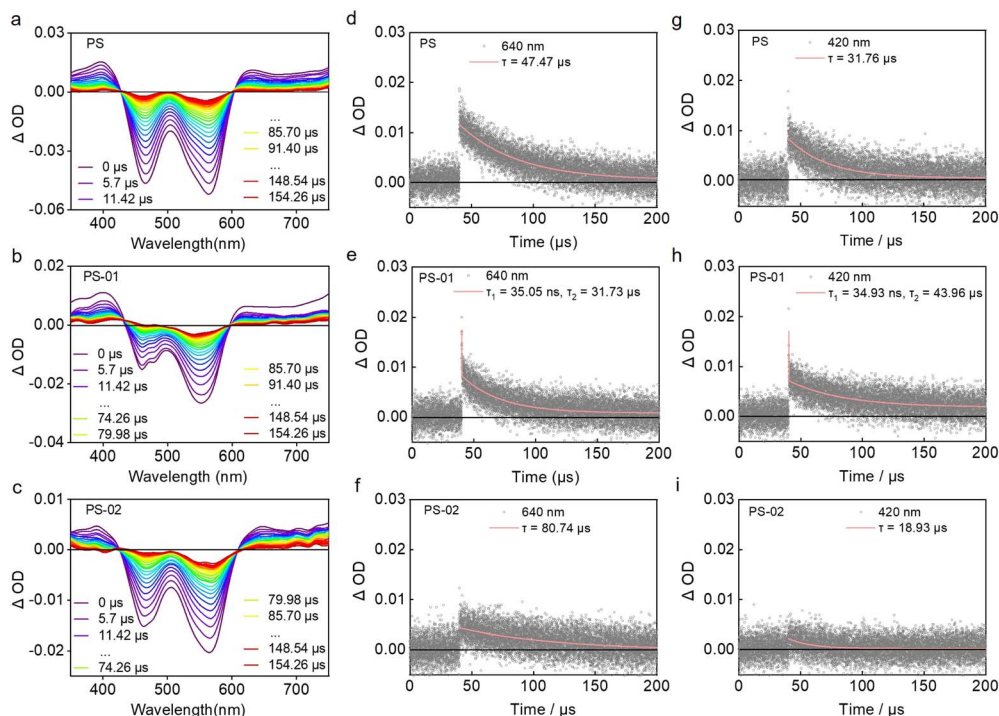 a
PS
0.03
0.00
-0.03
-0.06
Δ OD
0 µs
5.7 µs
11.42 µs
...
85.70 µs
91.40 µs
...
148.54 µs
154.26 µs
400 500 600 700
Wavelength(nm)
d
PS
640 nm
τ = 47.47 µs
0.03
0.02
0.01
0.00
Δ OD
0 50 100 150 200
Time (µs)
g
PS
420 nm
τ = 31.76 µs
0.03
0.02
0.01
0.00
Δ OD
0 50 100 150 200
Time / µs
b
PS-01
0.02
0.00
-0.02
-0.04
Δ OD
0 µs
5.7 µs
11.42 µs
...
74.26 µs
79.98 µs
85.70 µs
91.40 µs
...
148.54 µs
154.26 µs
400 500 600 700
Wavelength (nm)
e
PS-01
640 nm
τ1 = 35.05 ns, τ2 = 31.73 µs
0.03
0.02
0.01
0.00
Δ OD
0 50 100 150 200
Time (µs)
h
PS-01
420 nm
τ1 = 34.93 ns, τ2 = 43.96 µs
0.03
0.02
0.01
0.00
Δ OD
0 50 100 150 200
Time / µs
c
PS-02
0.01
0.00
-0.01
-0.02
Δ OD
0 µs
5.7 µs
11.42 µs
...
74.26 µs
79.98 µs
85.70 µs
...
148.54 µs
154.26 µs
400 500 600 700
Wavelength(nm)
f
PS-02
640 nm
τ = 80.74 µs
0.03
0.02
0.01
0.00
Δ OD
0 50 100 150 200
Time / µs
i
PS-02
420 nm
τ = 18.93 µs
0.03
0.02
0.01
0.00
Δ OD
0 50 100 150 200
Time / µs